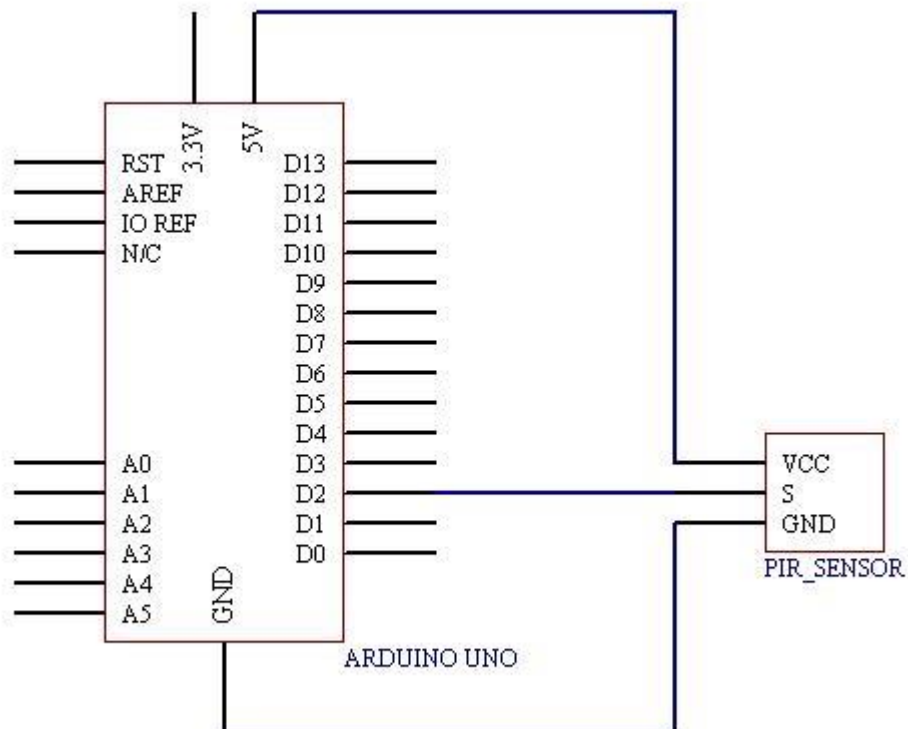 3.3V
5V
RST
AREF
IO REF
N/C
D13
D12
D11
D10
D9
D8
D7
D6
D5
D4
D3
D2
D1
D0
A0
A1
A2
A3
A4
A5
GND
ARDUINO UNO
VCC
S
GND
PIR_SENSOR